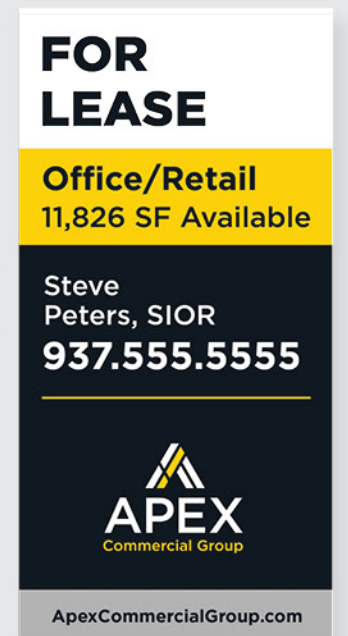 FOR
LEASE
Office/Retail
11,826 SF Available
Steve
Peters, SIOR
937.555.5555
APEX
Commercial Group
ApexCommercialGroup.com